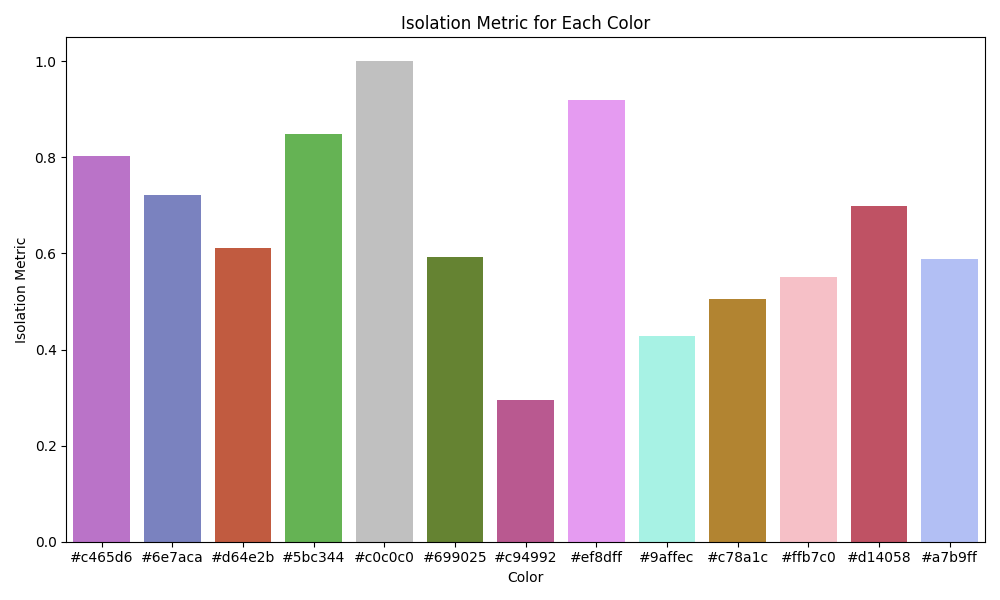 Isolation Metric for Each Color
Isolation Metric
1.0
0.8
0.6
0.4
0.2
0.0
#c465d6 #6e7aca #d64e2b #5bc344 #c0c0c0 #699025 #c94992 #ef8dff #9affec #c78a1c #ffb7c0 #d14058 #a7b9ff
Color